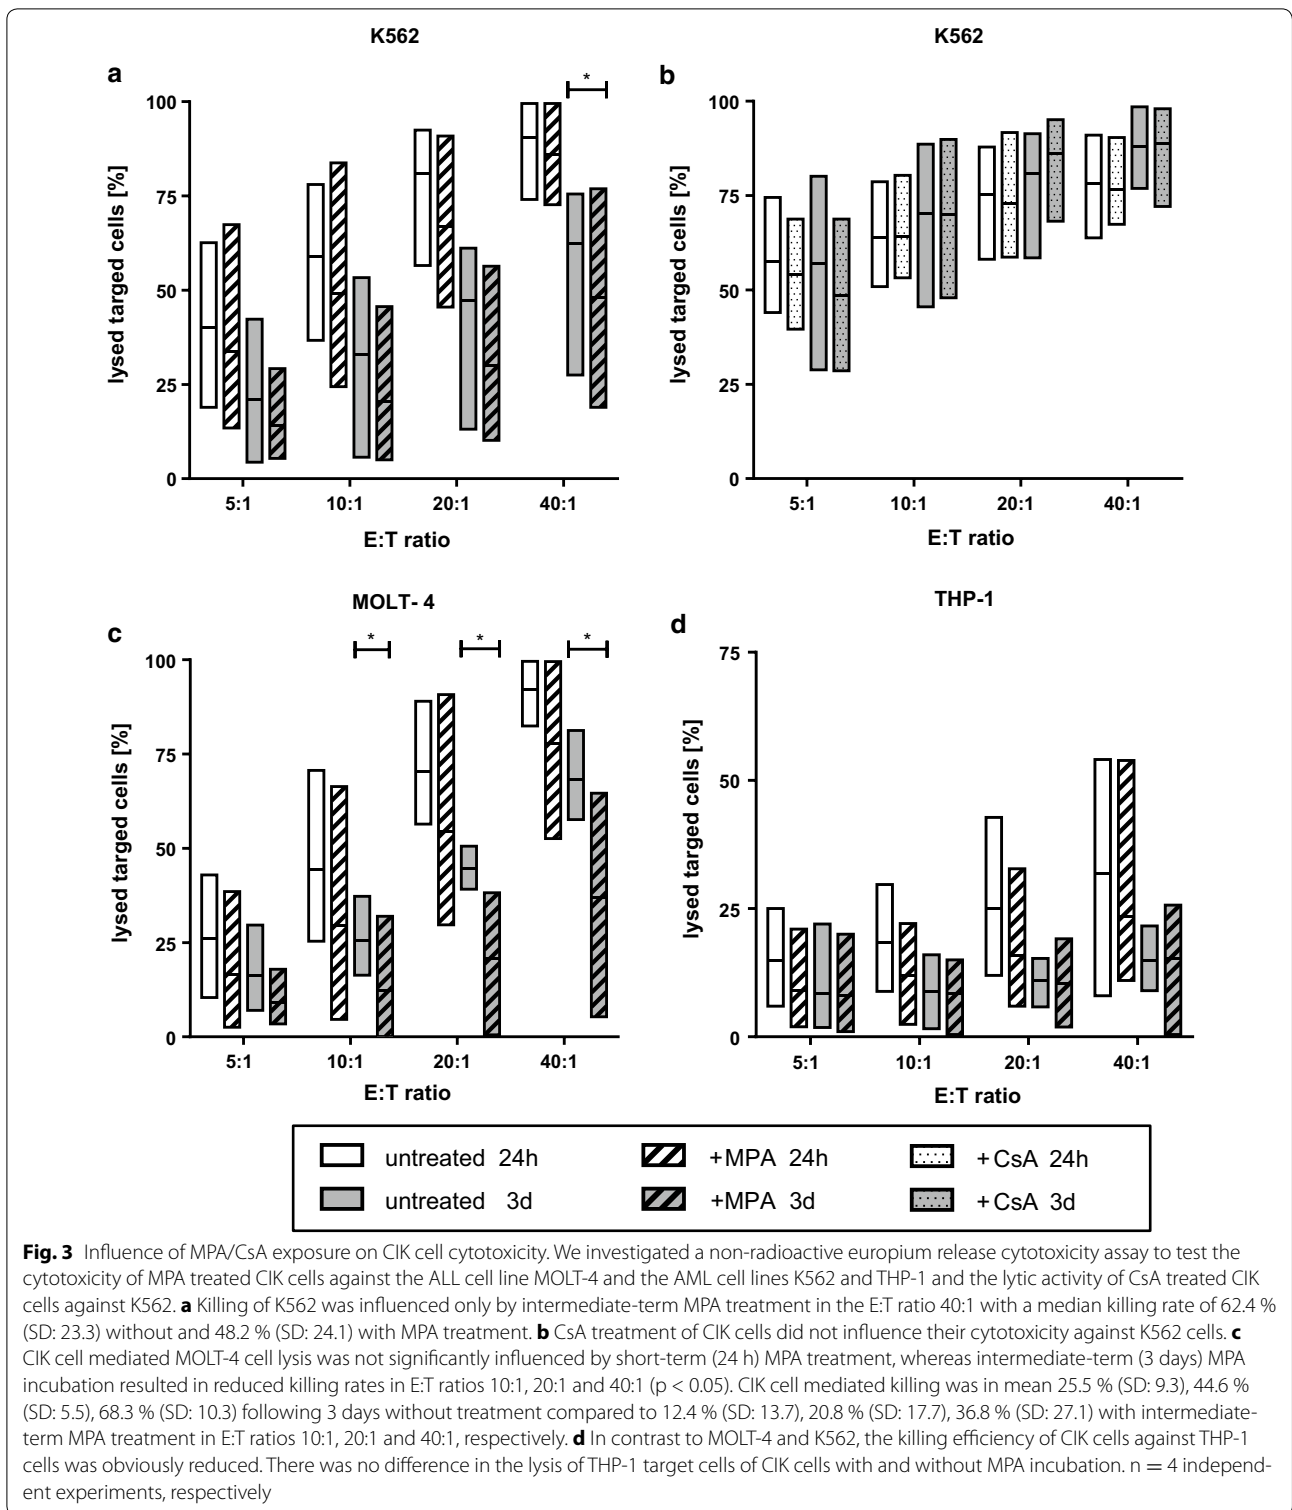 K562
a
*
100
75
50
25
0
lysed targed cells [%]
5:1 10:1 20:1 40:1
E:T ratio
K562
b
100
75
50
25
0
lysed targed cells [%]
5:1 10:1 20:1 40:1
E:T ratio
MOLT- 4
c
* * *
100
75
50
25
0
lysed targed cells [%]
5:1 10:1 20:1 40:1
E:T ratio
THP-1
d
75
50
25
0
lysed targed cells [%]
5:1 10:1 20:1 40:1
E:T ratio
untreated 24h +MPA 24h +CsA 24h
untreated 3d +MPA 3d +CsA 3d
Fig. 3 Influence of MPA/CsA exposure on CIK cell cytotoxicity. We investigated a non-radioactive europium release cytotoxicity assay to test the
cytotoxicity of MPA treated CIK cells against the ALL cell line MOLT-4 and the AML cell lines K562 and THP-1 and the lytic activity of CsA treated CIK
cells against K562. a Killing of K562 was influenced only by intermediate-term MPA treatment in the E:T ratio 40:1 with a median killing rate of 62.4 %
(SD: 23.3) without and 48.2 % (SD: 24.1) with MPA treatment. b CsA treatment of CIK cells did not influence their cytotoxicity against K562 cells. c
CIK cell mediated MOLT-4 cell lysis was not significantly influenced by short-term (24 h) MPA treatment, whereas intermediate-term (3 days) MPA
incubation resulted in reduced killing rates in E:T ratios 10:1, 20:1 and 40:1 (p < 0.05). CIK cell mediated killing was in mean 25.5 % (SD: 9.3), 44.6 %
(SD: 5.5), 68.3 % (SD: 10.3) following 3 days without treatment compared to 12.4 % (SD: 13.7), 20.8 % (SD: 17.7), 36.8 % (SD: 27.1) with intermediate-
term MPA treatment in E:T ratios 10:1, 20:1 and 40:1, respectively. d In contrast to MOLT-4 and K562, the killing efficiency of CIK cells against THP-1
cells was obviously reduced. There was no difference in the lysis of THP-1 target cells of CIK cells with and without MPA incubation. n = 4 independ-
ent experiments, respectively